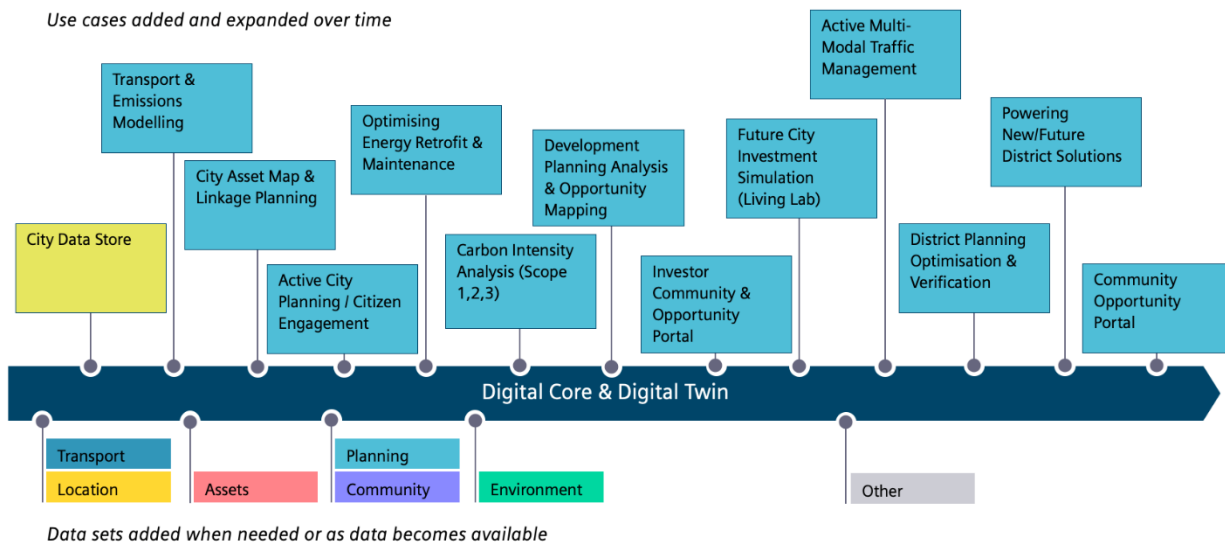 Use cases added and expanded over time
City Data Store
Transport &
Emissions
Modelling
City Asset Map &
Linkage Planning
Active City
Planning / Citizen
Engagement
Optimising
Energy Retrofit &
Maintenance
Carbon Intensity
Analysis (Scope
1,2,3)
Development
Planning Analysis
& Opportunity
Mapping
Investor
Community &
Opportunity
Portal
Future City
Investment
Simulation
(Living Lab)
Active Multi-
Modal Traffic
Management
District Planning
Optimisation &
Verification
Powering
New/Future
District Solutions
Community
Opportunity
Portal
Digital Core & Digital Twin
Transport
Location
Assets
Planning
Community
Environment
Other
Data sets added when needed or as data becomes available